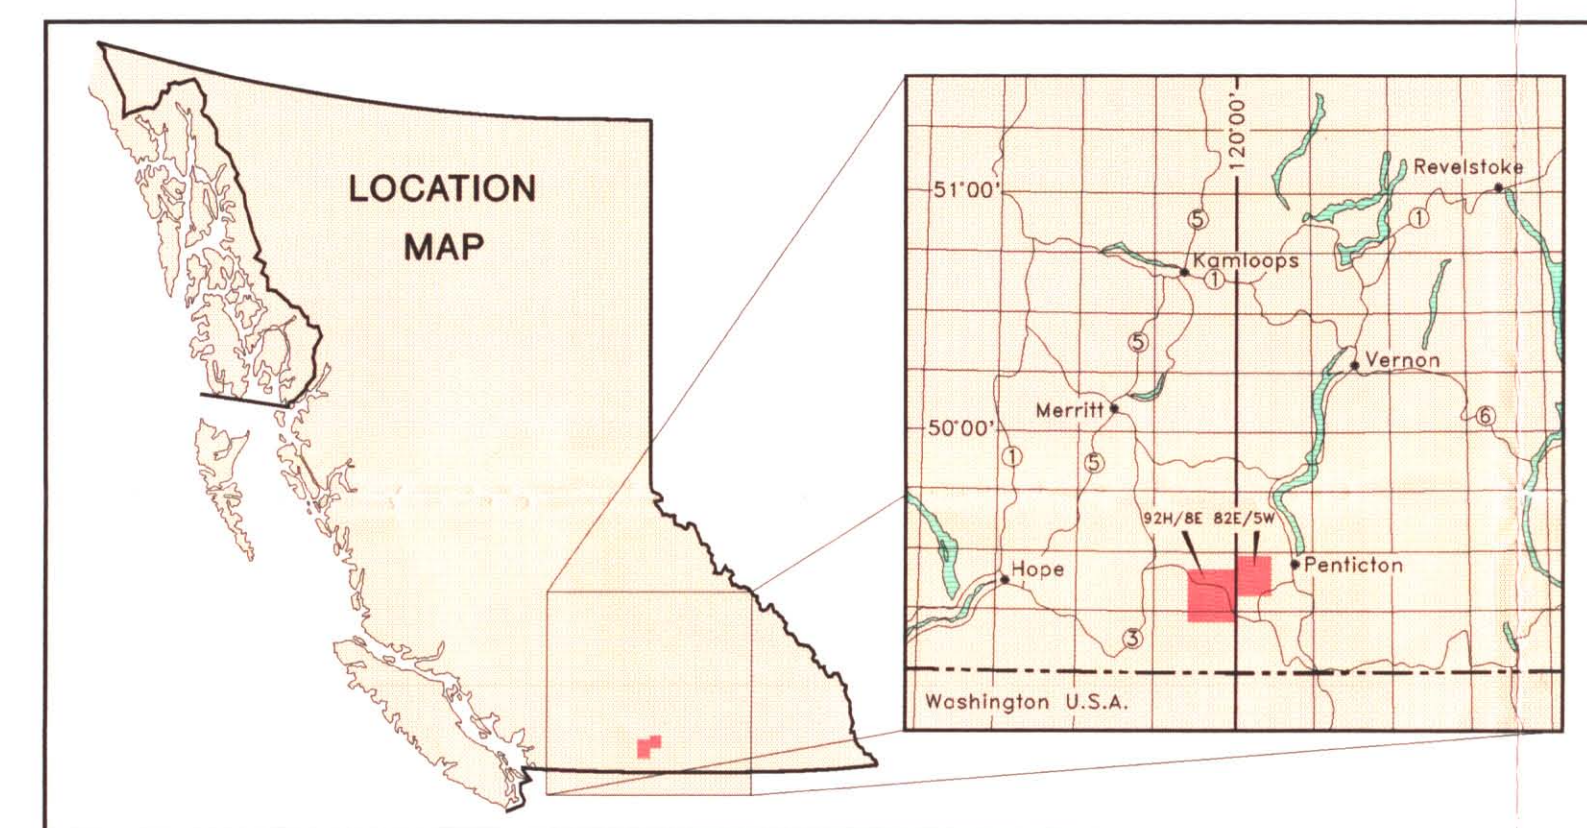 LOCATION
MAP
120°00'
Revelstoke
51°00'
1
5
Kamloops
1
5
Vernon
Merritt
6
50°00'
1
5
92H/8E 82E/5W
Hope
Penticton
3
Washington U.S.A.